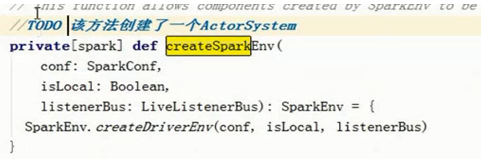 // This function allows components created by SparkEnv to be
//TODO 该方法创建了一个ActorSystem
private[spark] def createSparkEnv(
conf: SparkConf,
isLocal: Boolean,
listenerBus: LiveListenerBus): SparkEnv = {
SparkEnv.createDriverEnv(conf, isLocal, listenerBus)
}